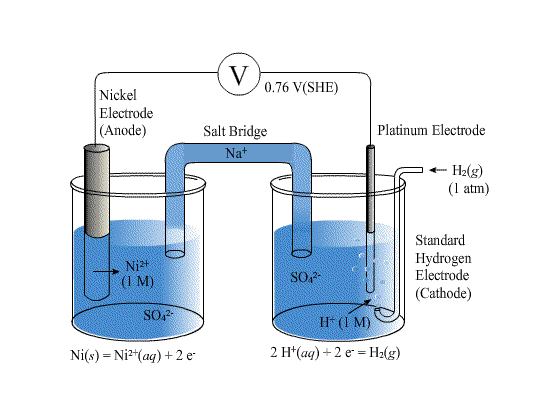 V
0.76 V(SHE)
Nickel
Electrode
(Anode)
Salt Bridge
Na⁺
Platinum Electrode
H₂(g)
(1 atm)
Ni²⁺
(1 M)
SO₄²⁻
SO₄²⁻
H⁺ (1 M)
Standard
Hydrogen
Electrode
(Cathode)
Ni(s) = Ni²⁺(aq) + 2 e⁻
2 H⁺(aq) + 2 e⁻ = H₂(g)